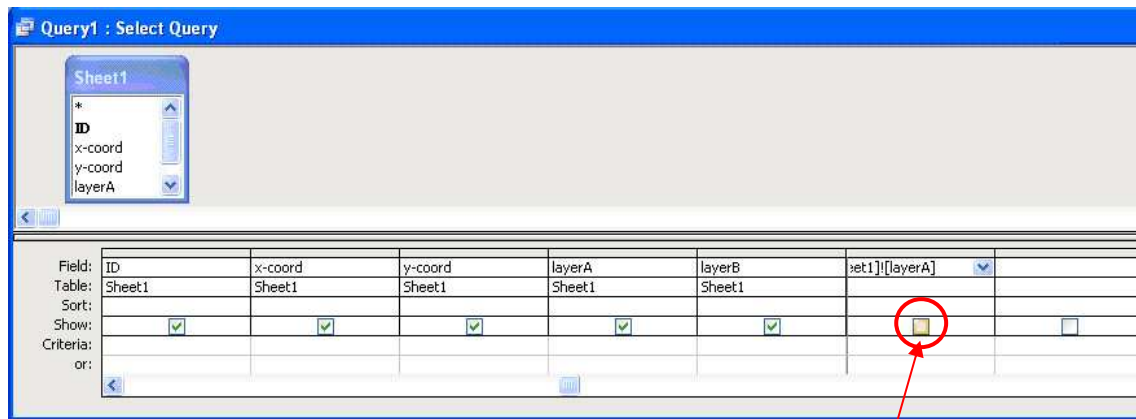 Query1 : Select Query
Sheet1
*
ID
x-coord
y-coord
layerA
Field: ID x-coord y-coord layerA layerB et1]![layerA]
Table: Sheet1 Sheet1 Sheet1 Sheet1 Sheet1
Sort:
Show:
Criteria:
or: